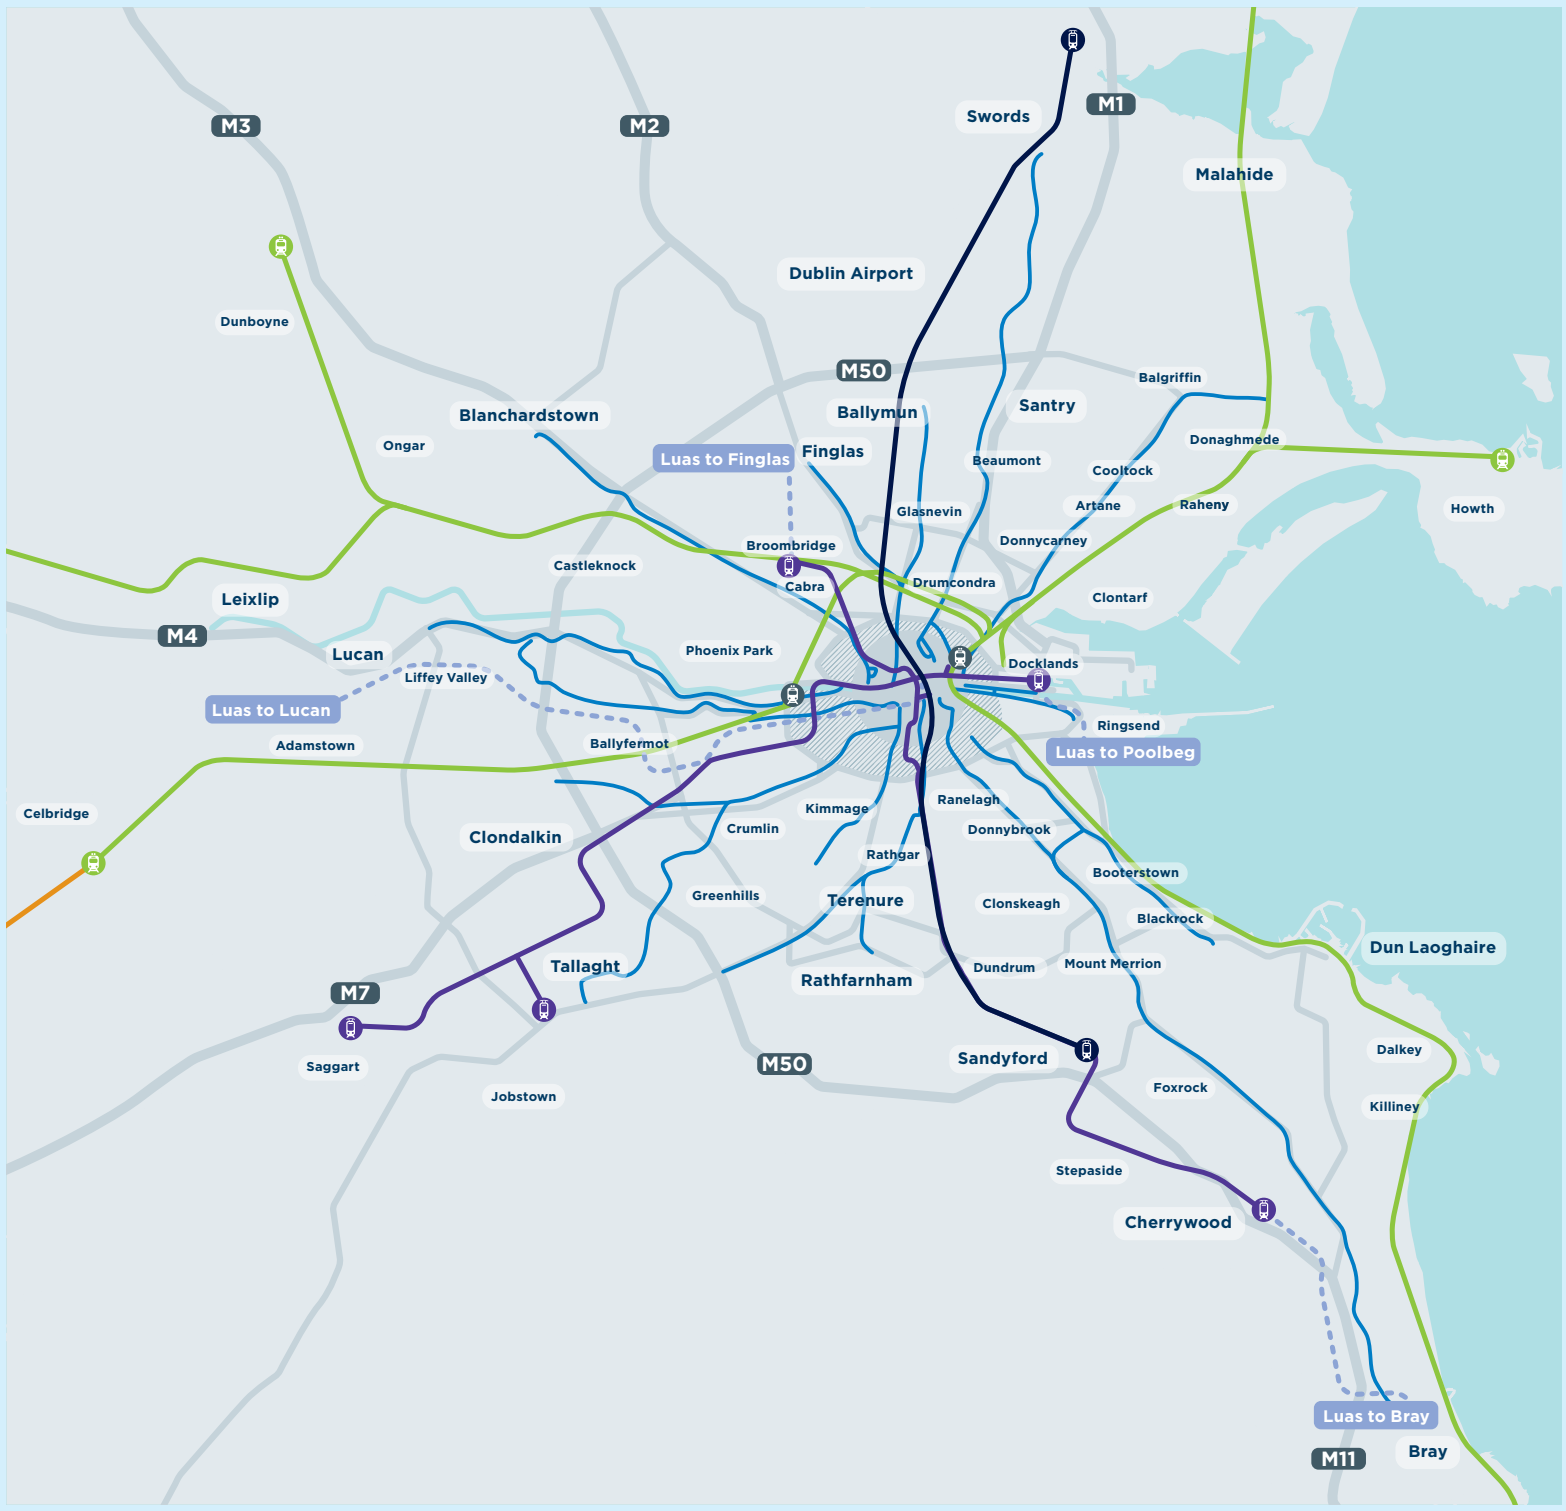 Swords
M1
M3
M2
Malahide
Dublin Airport
Dunboyne
M50
Balgriffin
Santry
Ballymun
Blanchardstown
Donaghmede
Ongar
Finglas
Luas to Finglas
Beaumont
Cooltock
Artane
Raheny
Howth
Glasnevin
Donnycarney
Broombridge
Castleknock
Cabra
Drumcondra
Clontarf
Leixlip
M4
Lucan
Phoenix Park
Docklands
Liffey Valley
Luas to Lucan
Ringsend
Adamstown
Ballyfermot
Luas to Poolbeg
Celbridge
Ranelagh
Kimmage
Clondalkin
Crumlin
Donnybrook
Rathgar
Booterstown
Greenhills
Terenure
Clonskeagh
Blackrock
Dun Laoghaire
Tallaght
Dundrum
Mount Merrion
Rathfarnham
M7
Dalkey
Sandyford
M50
Saggart
Foxrock
Jobstown
Killiney
Stepaside
Cherrywood
Luas to Bray
Bray
M11